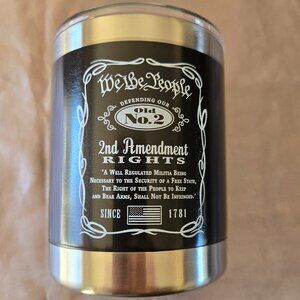 We The People
DEFENDING OUR
Old
No. 2
2nd Amendment
RIGHTS
"A WELL REGULATED MILITIA BEING
NECESSARY TO THE SECURITY OF A FREE STATE,
THE RIGHT OF THE PEOPLE TO KEEP
AND BEAR ARMS, SHALL NOT BE INFRINGED."
SINCE 1781